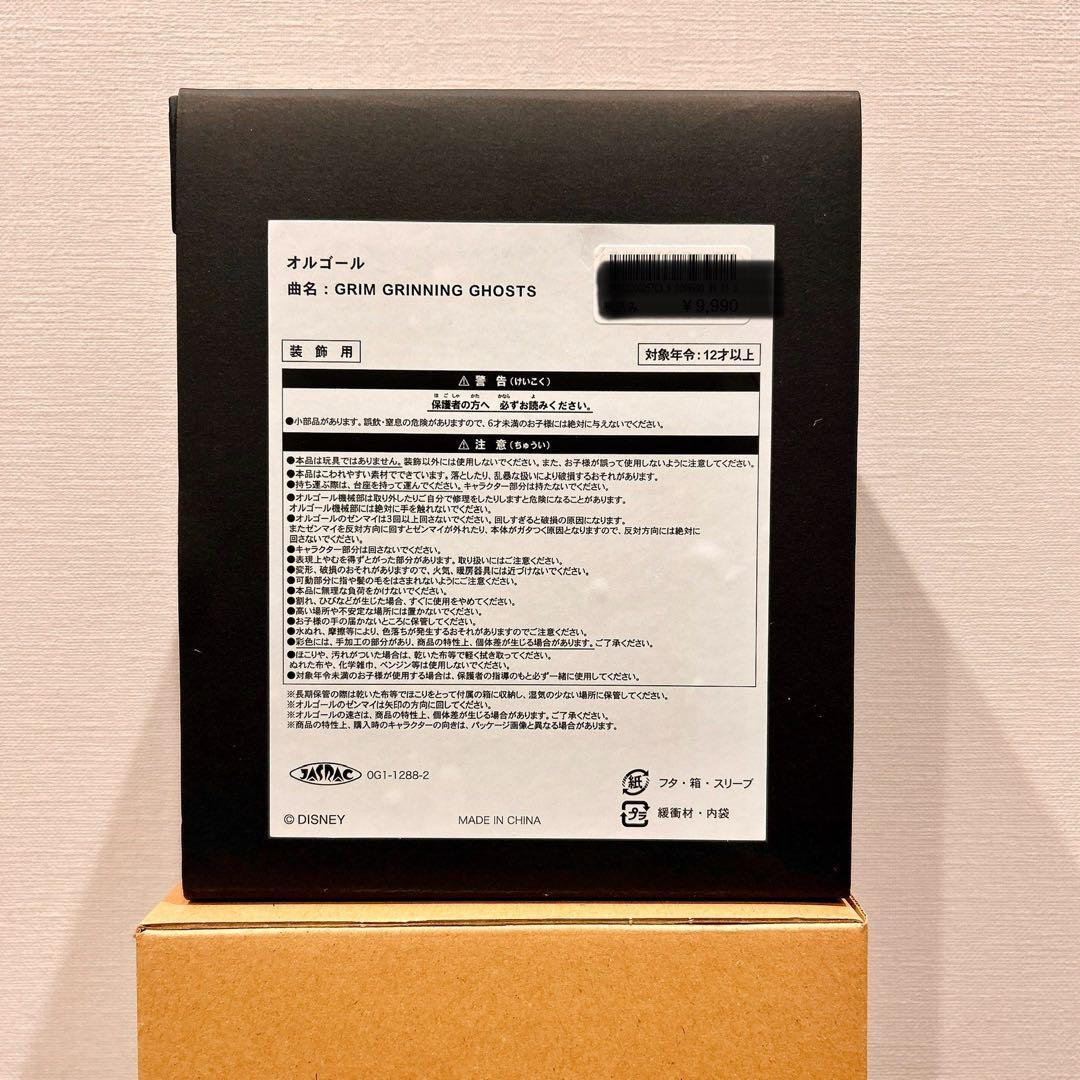 オルゴール
曲名：GRIM GRINNING GHOSTS
¥9,990
装飾用
対象年令：12才以上
⚠警告（けいこく）
保護者の方へ 必ずお読みください。
●小部品があります。誤飲・窒息の危険がありますので、6才未満のお子様には絶対に与えないでください。
⚠注意（ちゅうい）
●本品は玩具ではありません。装飾以外には使用しないでください。また、お子様が誤って使用しないように注意してください。
●本品はこわれやすい素材でできています。落としたり、乱暴な扱いにより破損するおそれがあります。
●持ち運ぶ際は、台座を持って運んでください。キャラクター部分は持たないでください。
●オルゴール機械部は取り外したりご自分で修理をしたりしますと危険になることがあります。
オルゴール機械部には絶対に手を触れないでください。
●オルゴールのゼンマイは3回以上回さないでください。回しすぎると破損の原因になります。
またゼンマイを反対方向に回すとゼンマイが外れたり、本体がガタつく原因となりますので、反対方向には絶対に
回さないでください。
●キャラクター部分は回さないでください。
●表現上やむを得ずとがった部分があります。取り扱いにはご注意ください。
●変形、破損のおそれがありますので、火気、暖房器具には近づけないでください。
●可動部分に指や髪の毛をはさまれないようにご注意ください。
●本品に無理な負荷をかけないでください。
●割れ、ひびなどが生じた場合、すぐに使用をやめてください。
●高い場所や不安定な場所には置かないでください。
●お子様の手の届かないところに保管してください。
●水ぬれ、摩擦等により、色落ちが発生するおそれがありますのでご注意ください。
●彩色には、手加工の部分があり、商品の特性上、個体差が生じる場合があります。ご了承ください。
●ほこりや、汚れがついた場合は、乾いた布等で軽く拭き取ってください。
ぬれた布や、化学雑巾、ベンジン等は使用しないでください。
●対象年令未満のお子様が使用する場合は、保護者の指導のもと必ず一緒に使用してください。
※長期保管の際は乾いた布等でほこりをとって付属の箱に収納し、湿気の少ない場所に保管してください。
※オルゴールのゼンマイは矢印の方向に回してください。
※オルゴールの速さは、商品の特性上、個体差が生じる場合があります。ご了承ください。
※商品の特性上、購入時のキャラクターの向きは、パッケージ画像と異なる場合があります。
JASRAC 0G1-1288-2
紙 フタ・箱・スリーブ
プラ 緩衝材・内袋
© DISNEY
MADE IN CHINA